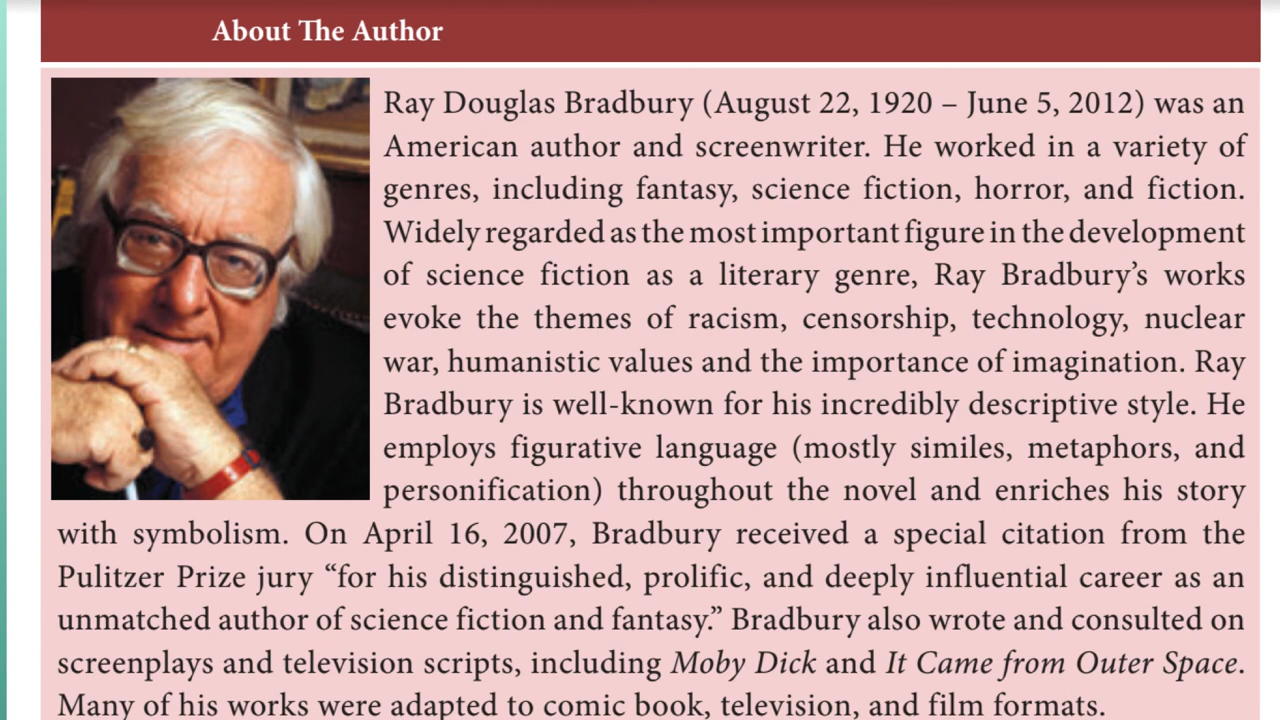 About The Author
Ray Douglas Bradbury (August 22, 1920 – June 5, 2012) was an
American author and screenwriter. He worked in a variety of
genres, including fantasy, science fiction, horror, and fiction.
Widely regarded as the most important figure in the development
of science fiction as a literary genre, Ray Bradbury’s works
evoke the themes of racism, censorship, technology, nuclear
war, humanistic values and the importance of imagination. Ray
Bradbury is well-known for his incredibly descriptive style. He
employs figurative language (mostly similes, metaphors, and
personification) throughout the novel and enriches his story
with symbolism. On April 16, 2007, Bradbury received a special citation from the
Pulitzer Prize jury “for his distinguished, prolific, and deeply influential career as an
unmatched author of science fiction and fantasy.” Bradbury also wrote and consulted on
screenplays and television scripts, including Moby Dick and It Came from Outer Space.
Many of his works were adapted to comic book, television, and film formats.